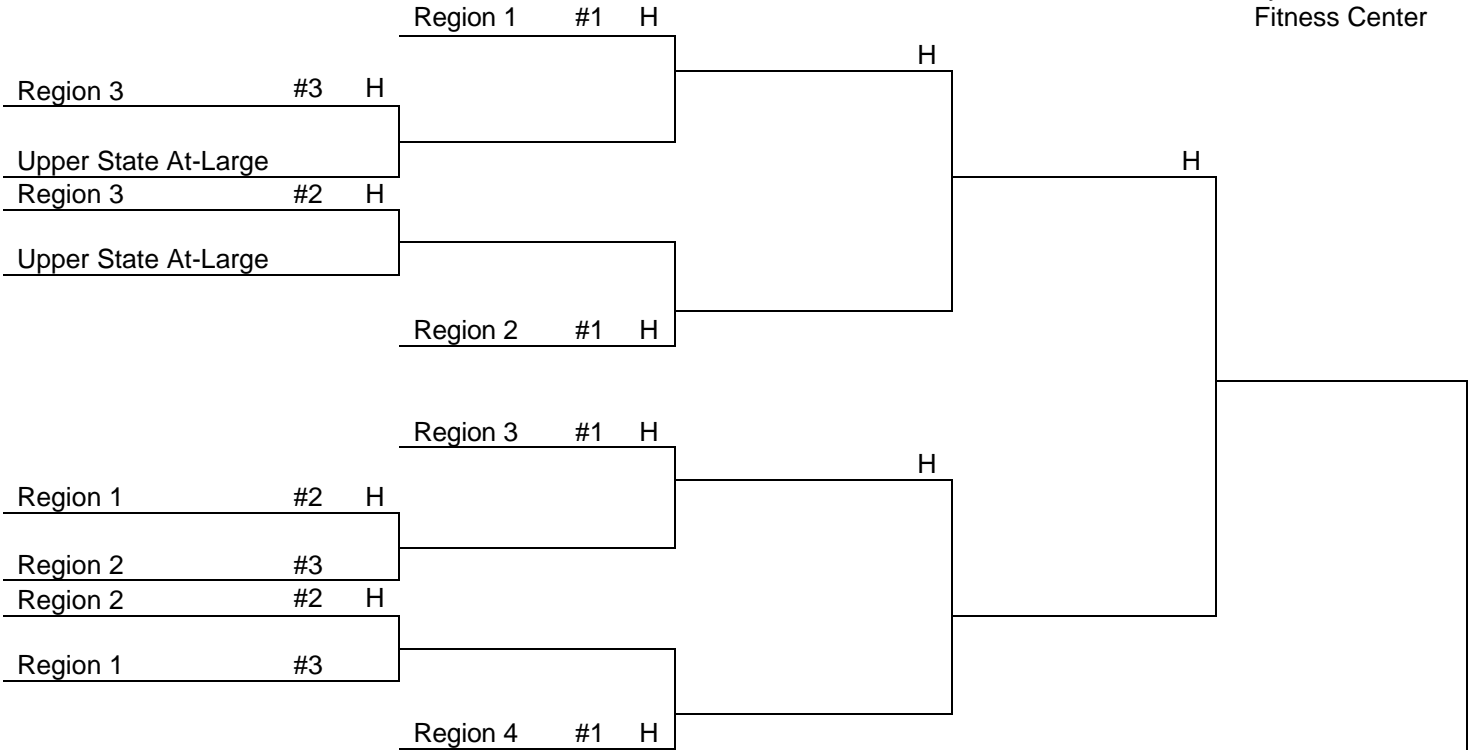 Region 1 #1 H
Fitness Center
H
Region 3 #3 H
Upper State At-Large
H
Region 3 #2 H
Upper State At-Large
Region 2 #1 H
Region 3 #1 H
H
Region 1 #2 H
Region 2 #3
Region 2 #2 H
Region 1 #3
Region 4 #1 H